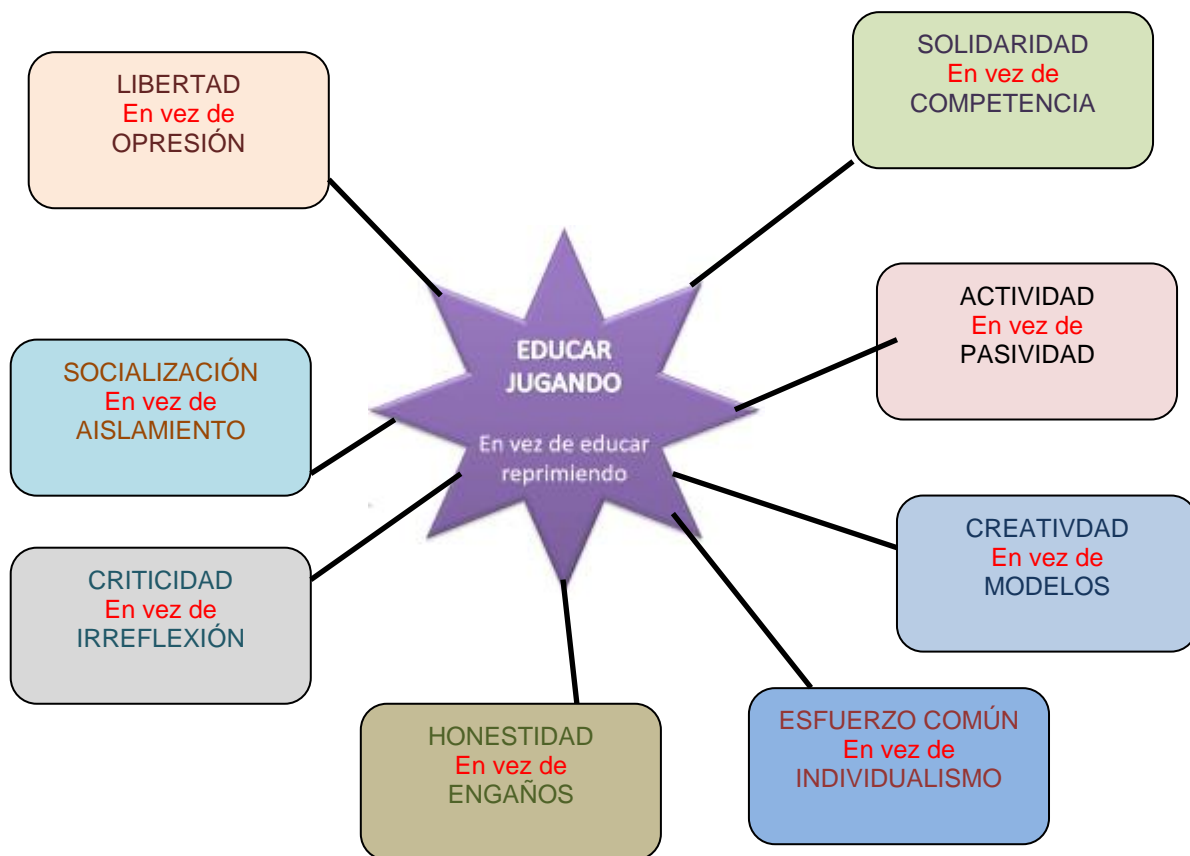 LIBERTAD
En vez de
OPRESIÓN
SOLIDARIDAD
En vez de
COMPETENCIA
EDUCAR
JUGANDO
En vez de educar
reprimiendo
ACTIVIDAD
En vez de
PASIVIDAD
SOCIALIZACIÓN
En vez de
AISLAMIENTO
CREATIVDAD
En vez de
MODELOS
CRITICIDAD
En vez de
IRREFLEXIÓN
HONESTIDAD
En vez de
ENGAÑOS
ESFUERZO COMÚN
En vez de
INDIVIDUALISMO